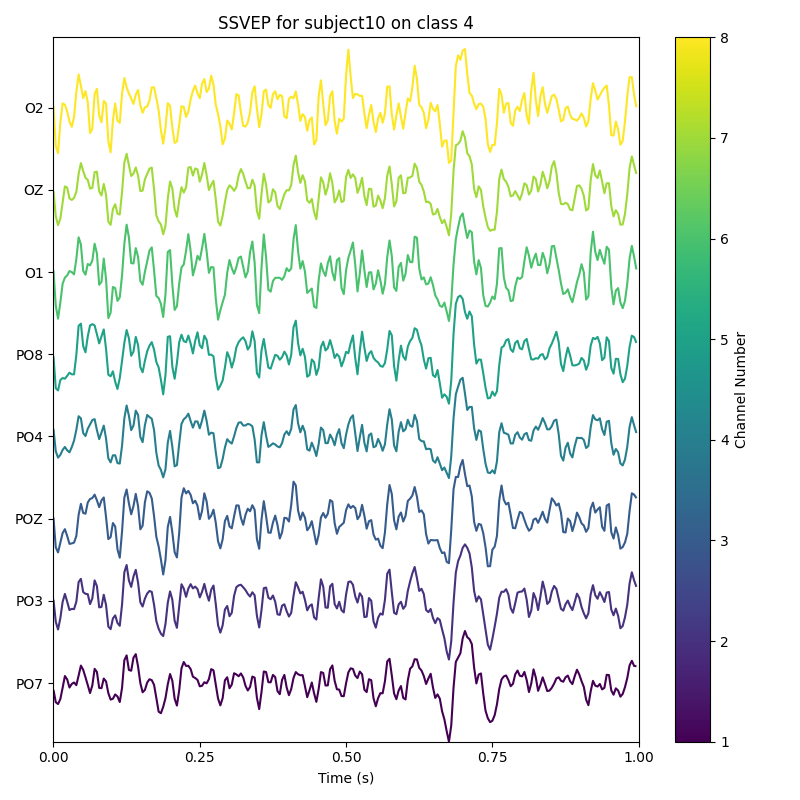 SSVEP for subject10 on class 4
O2
OZ
O1
PO8
PO4
POZ
PO3
PO7
0.00 0.25 0.50 0.75 1.00
Time (s)
8
7
6
5
4
3
2
1
Channel Number